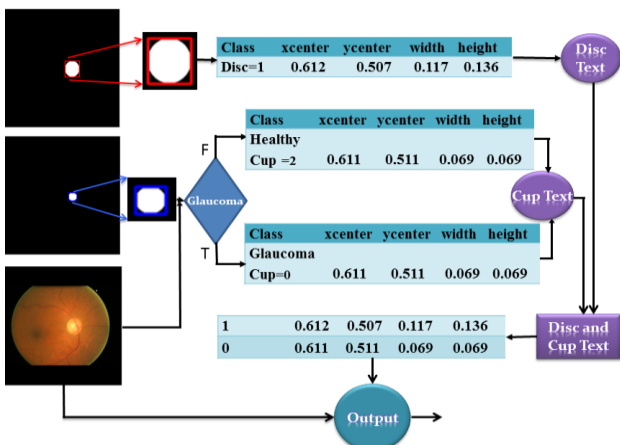 Class xcenter ycenter width height
Disc=1 0.612 0.507 0.117 0.136
Disc
Text
Class xcenter ycenter width height
Healthy
Cup =2 0.611 0.511 0.069 0.069
F
Glaucoma
T
Cup Text
Class xcenter ycenter width height
Glaucoma
Cup=0 0.611 0.511 0.069 0.069
1 0.612 0.507 0.117 0.136
0 0.611 0.511 0.069 0.069
Disc and
Cup Text
Output